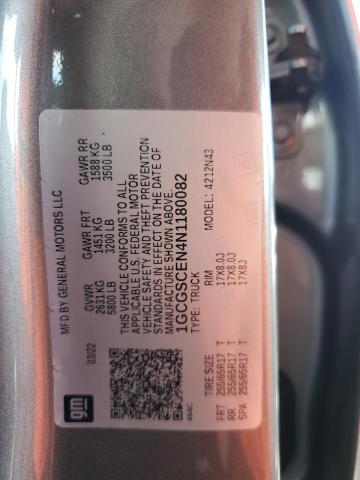 MFD BY GENERAL MOTORS LLC
03/22 GVWR GAWR FRT GAWR RR
2631KG 1451 KG 1588 KG
5800 LB 3200 LB 3500 LB
THIS VEHICLE CONFORMS TO ALL
APPLICABLE U.S. FEDERAL MOTOR
VEHICLE SAFETY AND THEFT PREVENTION
STANDARDS IN EFFECT ON THE DATE OF
MANUFACTURE SHOWN ABOVE.
1GCGSCEN4N1180082
TYPE: TRUCK MODEL: 4212N43
gm
464C TIRE SIZE RIM
FRT 255/65R17 T 17X8.0J
RR 255/65R17 T 17X8.0J
SPA 255/65R17 T 17X8J